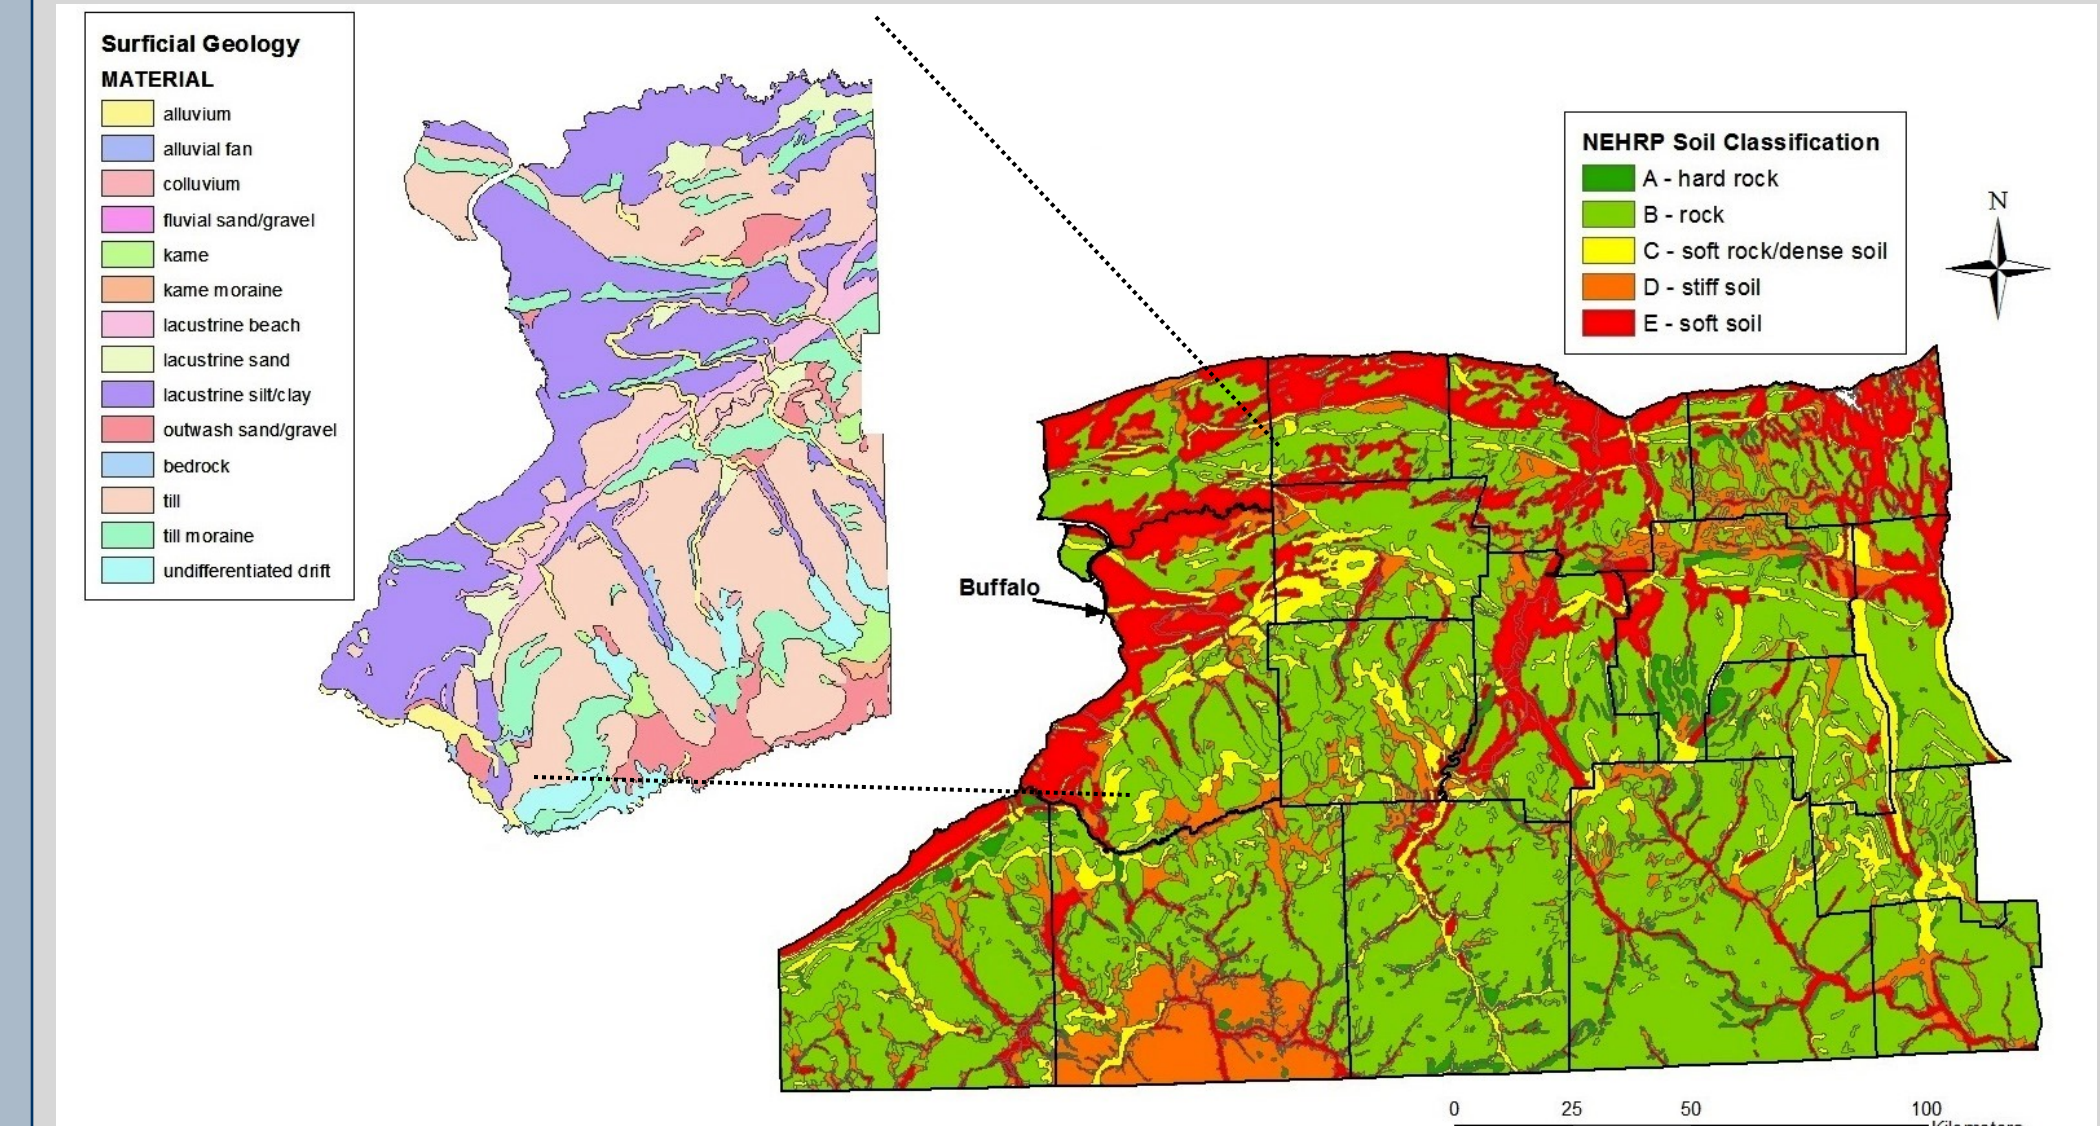 Surficial Geology
MATERIAL
alluvium
alluvial fan
colluvium
fluvial sand/gravel
kame
kame moraine
lacustrine beach
lacustrine sand
lacustrine silt/clay
outwash sand/gravel
bedrock
till
till moraine
undifferentiated drift
NEHRP Soil Classification
A - hard rock
B - rock
C - soft rock/dense soil
D - stiff soil
E - soft soil
N
Buffalo
0 25 50 100
Kilometers